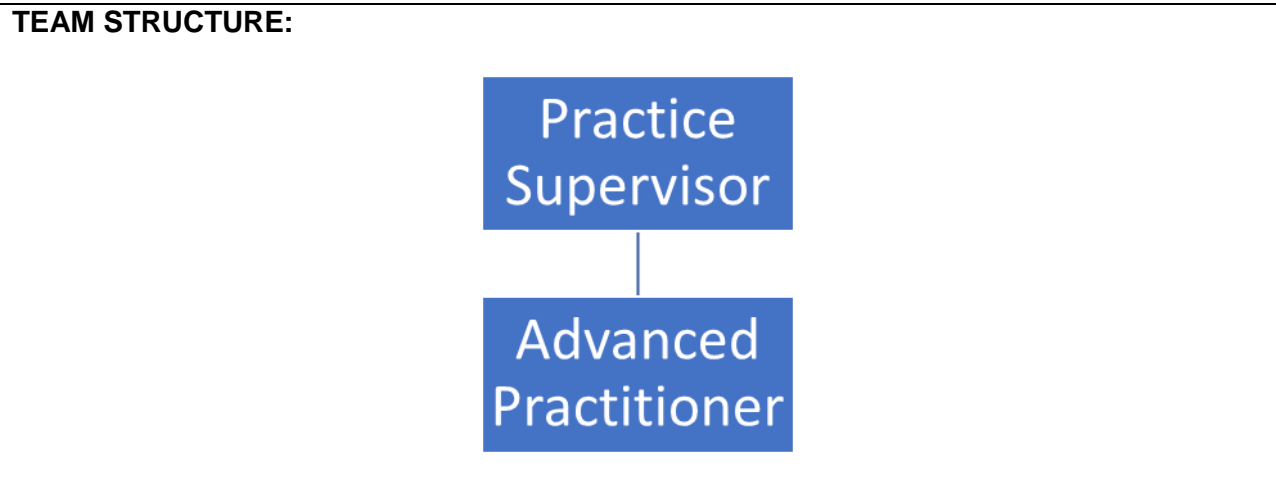 TEAM STRUCTURE:
Practice
Supervisor
Advanced
Practitioner